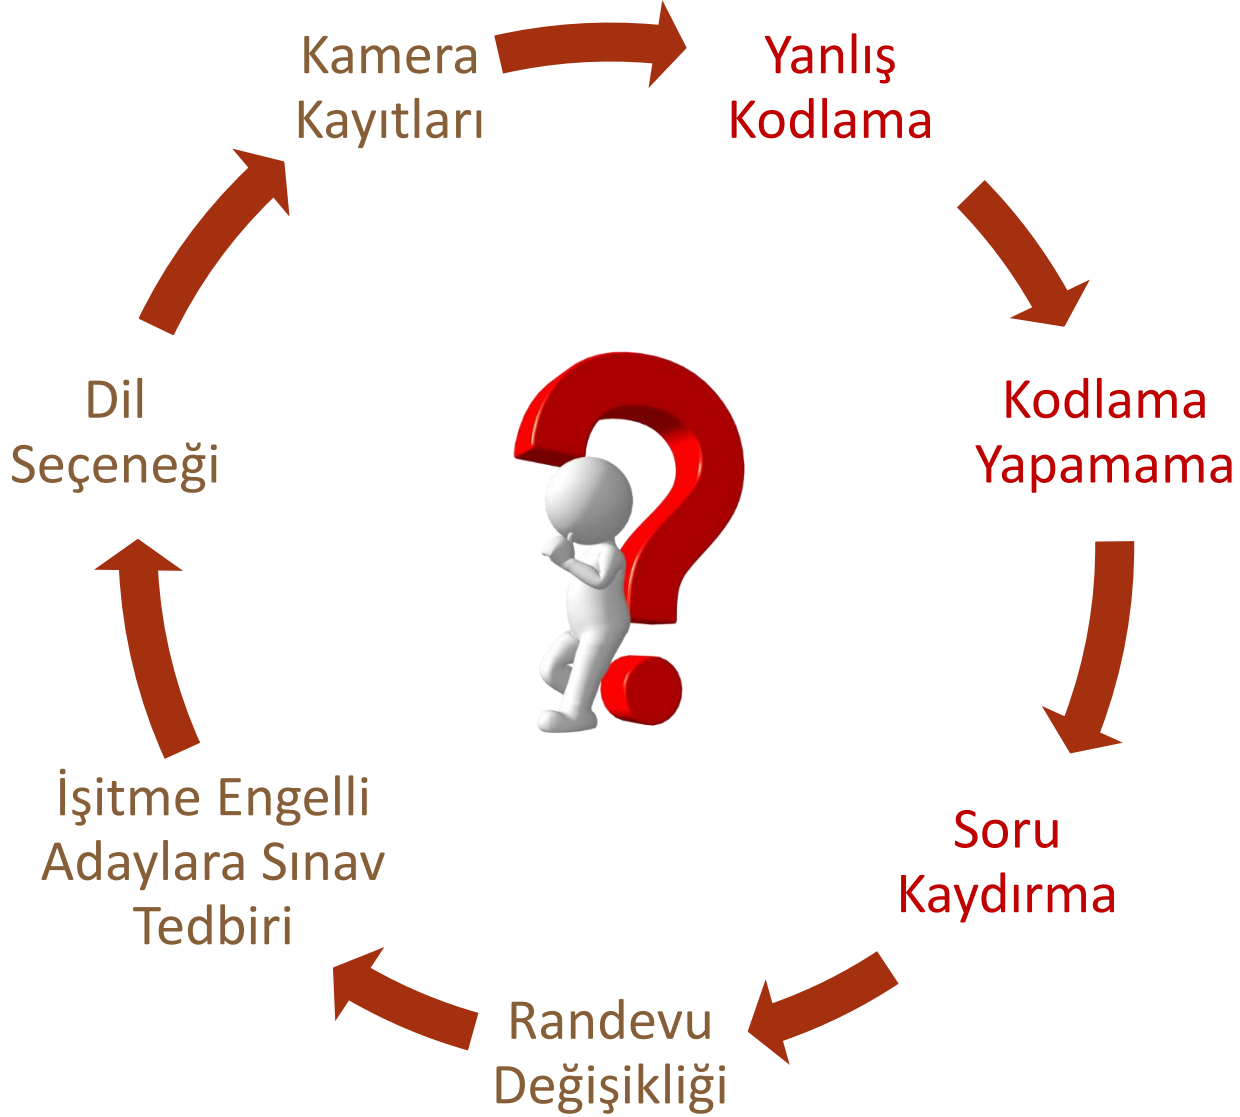 Kamera
Kayıtları
Yanlış
Kodlama
Kodlama
Yapamama
Soru
Kaydırma
Randevu
Değişikliği
İşitme Engelli
Adaylara Sınav
Tedbiri
Dil
Seçeneği